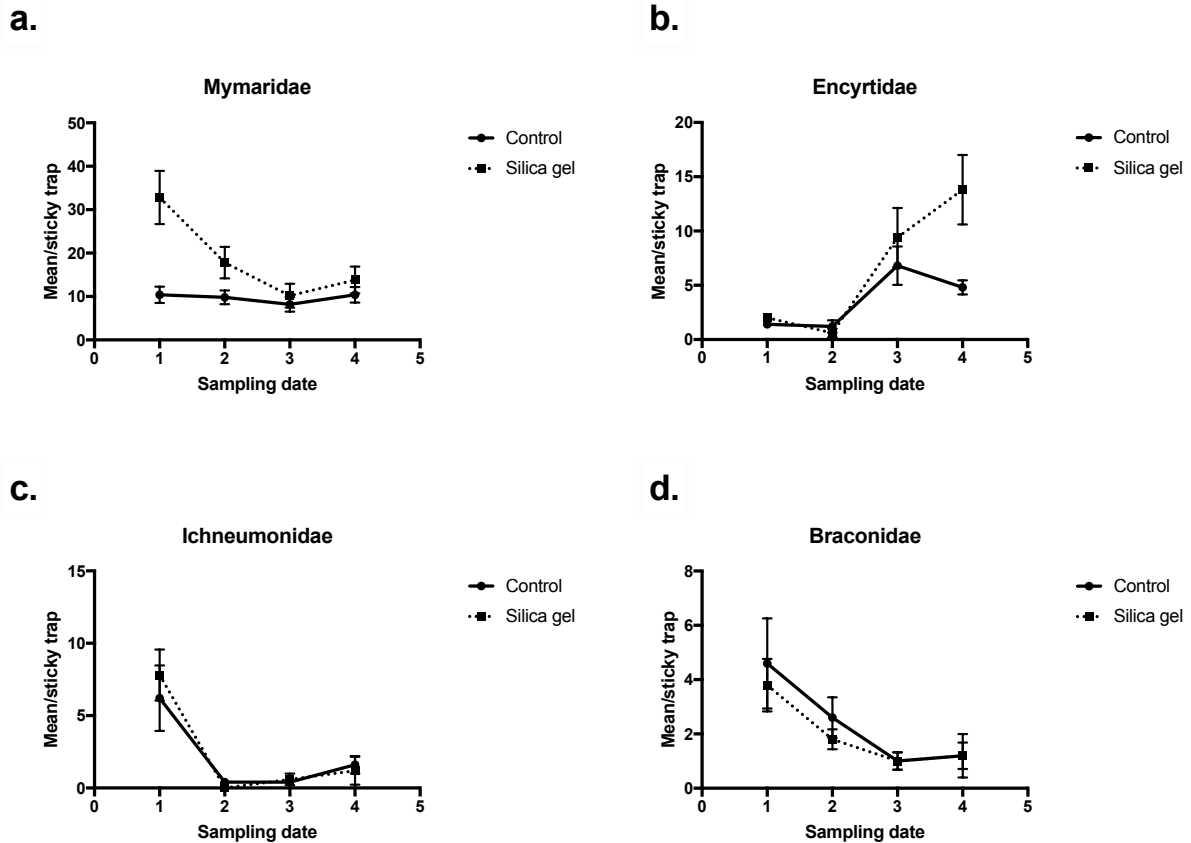 a.
Mymaridae
50
40
30
20
10
0
0 1 2 3 4 5
Mean/sticky trap
Sampling date
Control
Silica gel
b.
Encyrtidae
20
15
10
5
0
0 1 2 3 4 5
Mean/sticky trap
Sampling date
Control
Silica gel
c.
Ichneumonidae
15
10
5
0
0 1 2 3 4 5
Mean/sticky trap
Sampling date
Control
Silica gel
d.
Braconidae
8
6
4
2
0
0 1 2 3 4 5
Mean/sticky trap
Sampling date
Control
Silica gel